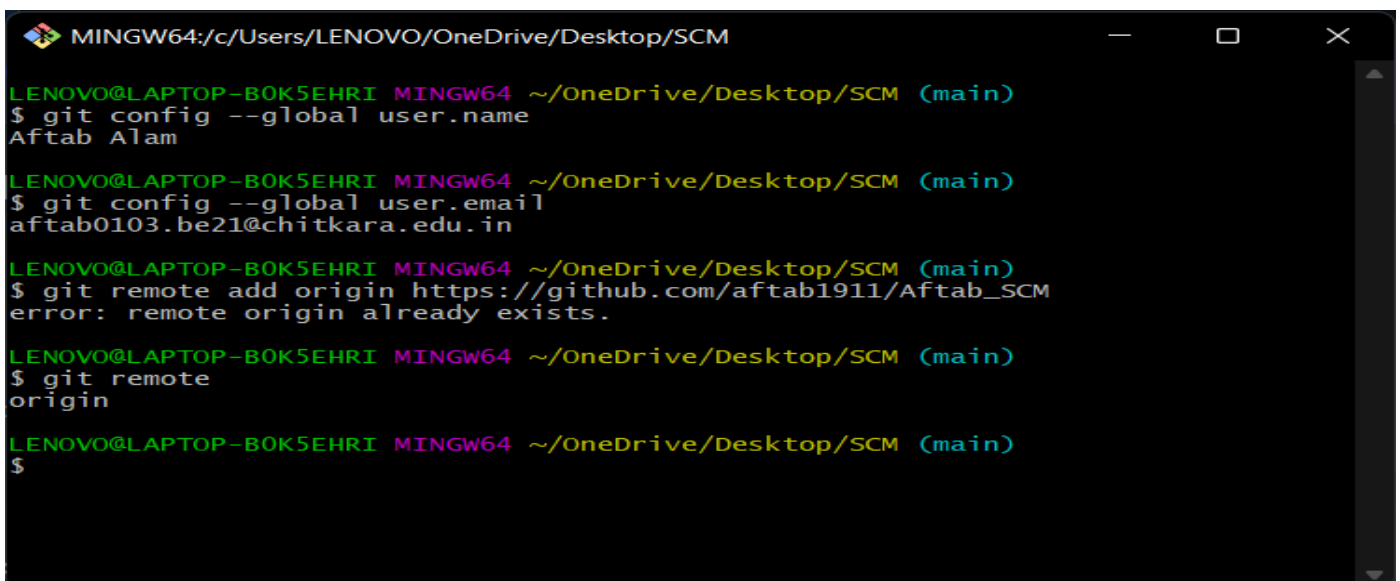 MINGW64:/c/Users/LENOVO/OneDrive/Desktop/SCM
LENOVO@LAPTOP-B0K5EHRI MINGW64 ~/OneDrive/Desktop/SCM (main)
$ git config --global user.name
Aftab Alam
LENOVO@LAPTOP-B0K5EHRI MINGW64 ~/OneDrive/Desktop/SCM (main)
$ git config --global user.email
aftab0103.be21@chitkara.edu.in
LENOVO@LAPTOP-B0K5EHRI MINGW64 ~/OneDrive/Desktop/SCM (main)
$ git remote add origin https://github.com/aftab1911/Aftab_SCM
error: remote origin already exists.
LENOVO@LAPTOP-B0K5EHRI MINGW64 ~/OneDrive/Desktop/SCM (main)
$ git remote
origin
LENOVO@LAPTOP-B0K5EHRI MINGW64 ~/OneDrive/Desktop/SCM (main)
$